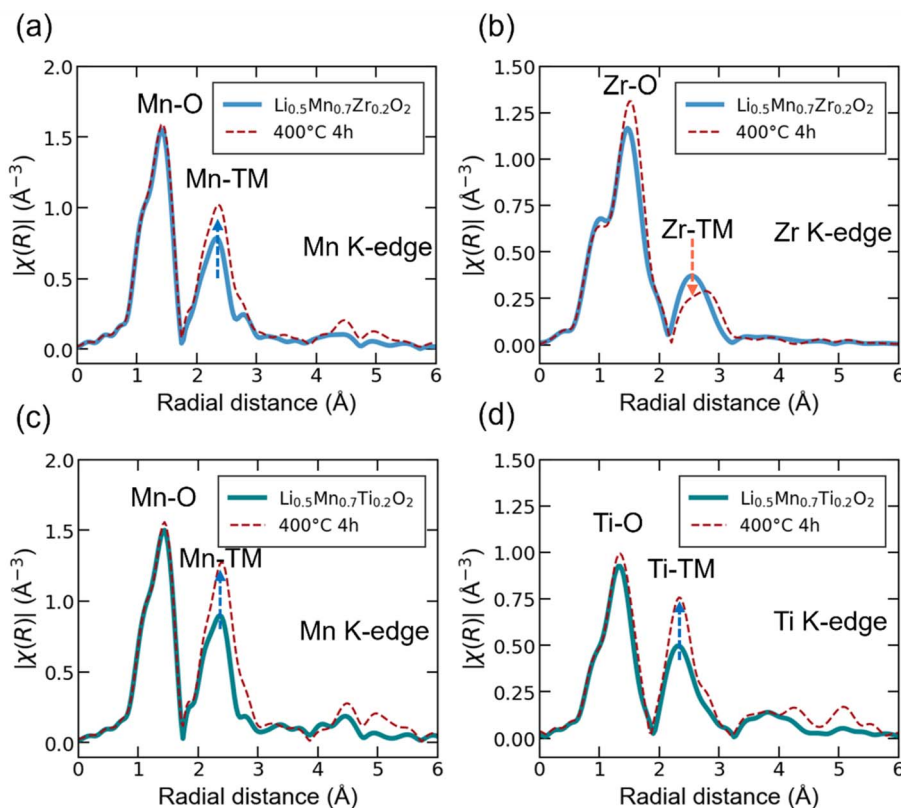 (a)
2.0
1.5
1.0
0.5
0.0
|χ(R)| (Å⁻³)
Mn-O
Li₀.₅Mn₀.₇Zr₀.₂O₂
400°C 4h
Mn-TM
Mn K-edge
0 1 2 3 4 5 6
Radial distance (Å)
(b)
1.50
1.25
1.00
0.75
0.50
0.25
0.00
|χ(R)| (Å⁻³)
Zr-O
Li₀.₅Mn₀.₇Zr₀.₂O₂
400°C 4h
Zr-TM
Zr K-edge
0 1 2 3 4 5 6
Radial distance (Å)
(c)
2.0
1.5
1.0
0.5
0.0
|χ(R)| (Å⁻³)
Mn-O
Li₀.₅Mn₀.₇Ti₀.₂O₂
400°C 4h
Mn-TM
Mn K-edge
0 1 2 3 4 5 6
Radial distance (Å)
(d)
1.50
1.25
1.00
0.75
0.50
0.25
0.00
|χ(R)| (Å⁻³)
Ti-O
Li₀.₅Mn₀.₇Ti₀.₂O₂
400°C 4h
Ti-TM
Ti K-edge
0 1 2 3 4 5 6
Radial distance (Å)